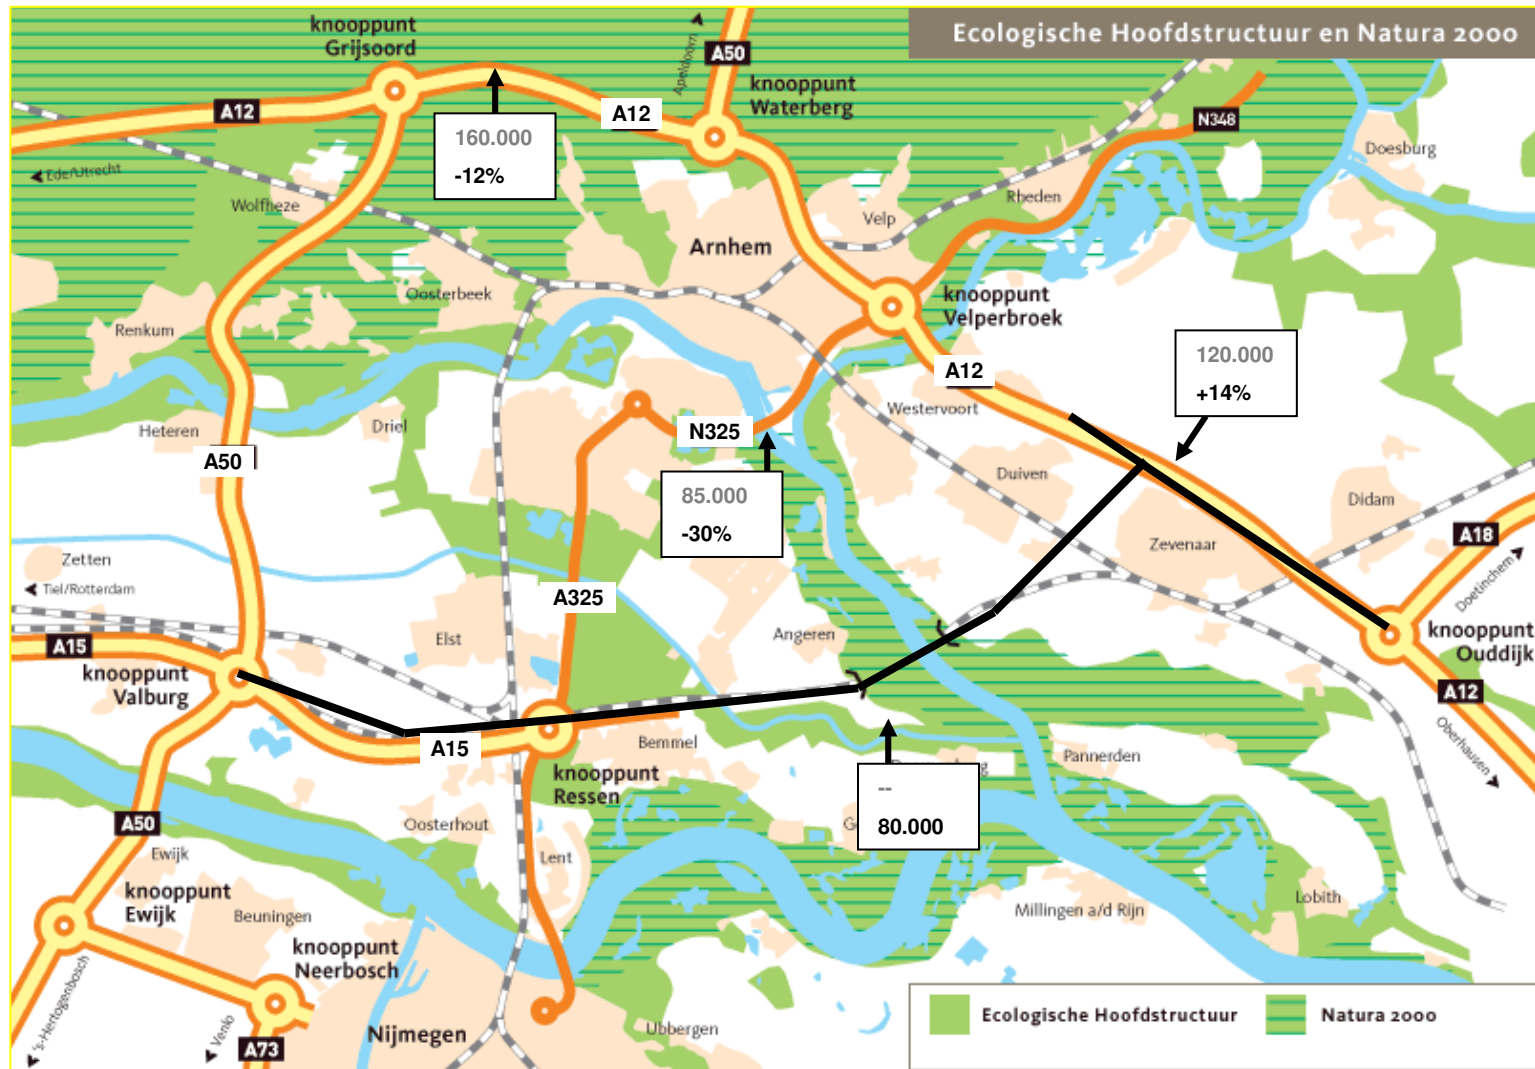 Ecologische Hoofdstructuur en Natura 2000
knooppunt
Grijsoord
Apeldoorn
A50
knooppunt
Waterberg
A12
A12
160.000
-12%
N348
Doesburg
Ede/Utrecht
Wolfheze
Rheden
Velp
Arnhem
Oosterbeek
knooppunt
Velperbroek
Renkum
120.000
+14%
A12
Westervoort
Heteren
Driel
N325
A50
Duiven
Didam
85.000
-30%
Zevenaar
A18
Doetinchem
Zetten
Tiel/Rotterdam
A325
Elst
Angeren
A15
knooppunt
Valburg
knooppunt
Ouddijk
A12
Oberhausen
A15
Bemmel
Pannerden
knooppunt
Ressen
--
80.000
A50
Oosterhout
Ewijk
Lent
knooppunt
Ewijk
Beuningen
Millingen a/d Rijn
Lobith
knooppunt
Neerbosch
's-Hertogenbosch
Venlo
A73
Nijmegen
Ubbergen
Ecologische Hoofdstructuur
Natura 2000